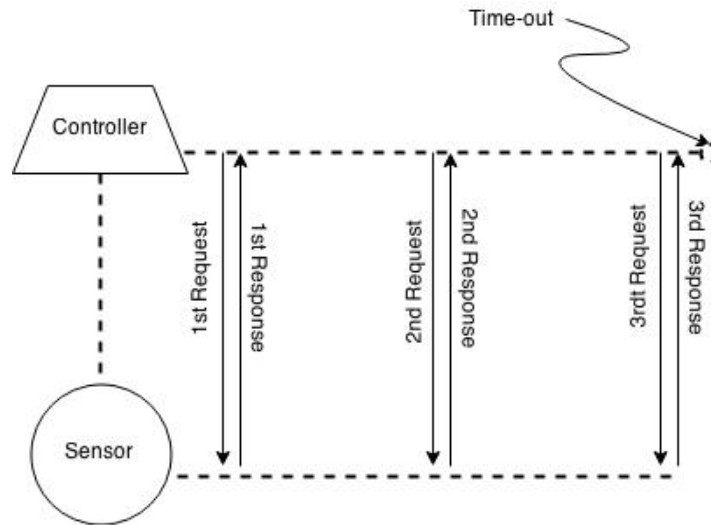 Time-out
Controller
1st Request
1st Response
2nd Request
2nd Response
3rdt Request
3rd Response
Sensor